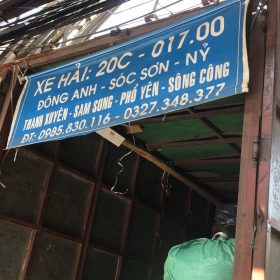 XE HẢI: 20C - 017.00
ĐÔNG ANH - SÓC SƠN - NỶ
THANH XUYÊN - SAM SUNG - PHỔ YÊN - SÔNG CÔNG
ĐT: 0985.830.116 - 0327.348.377